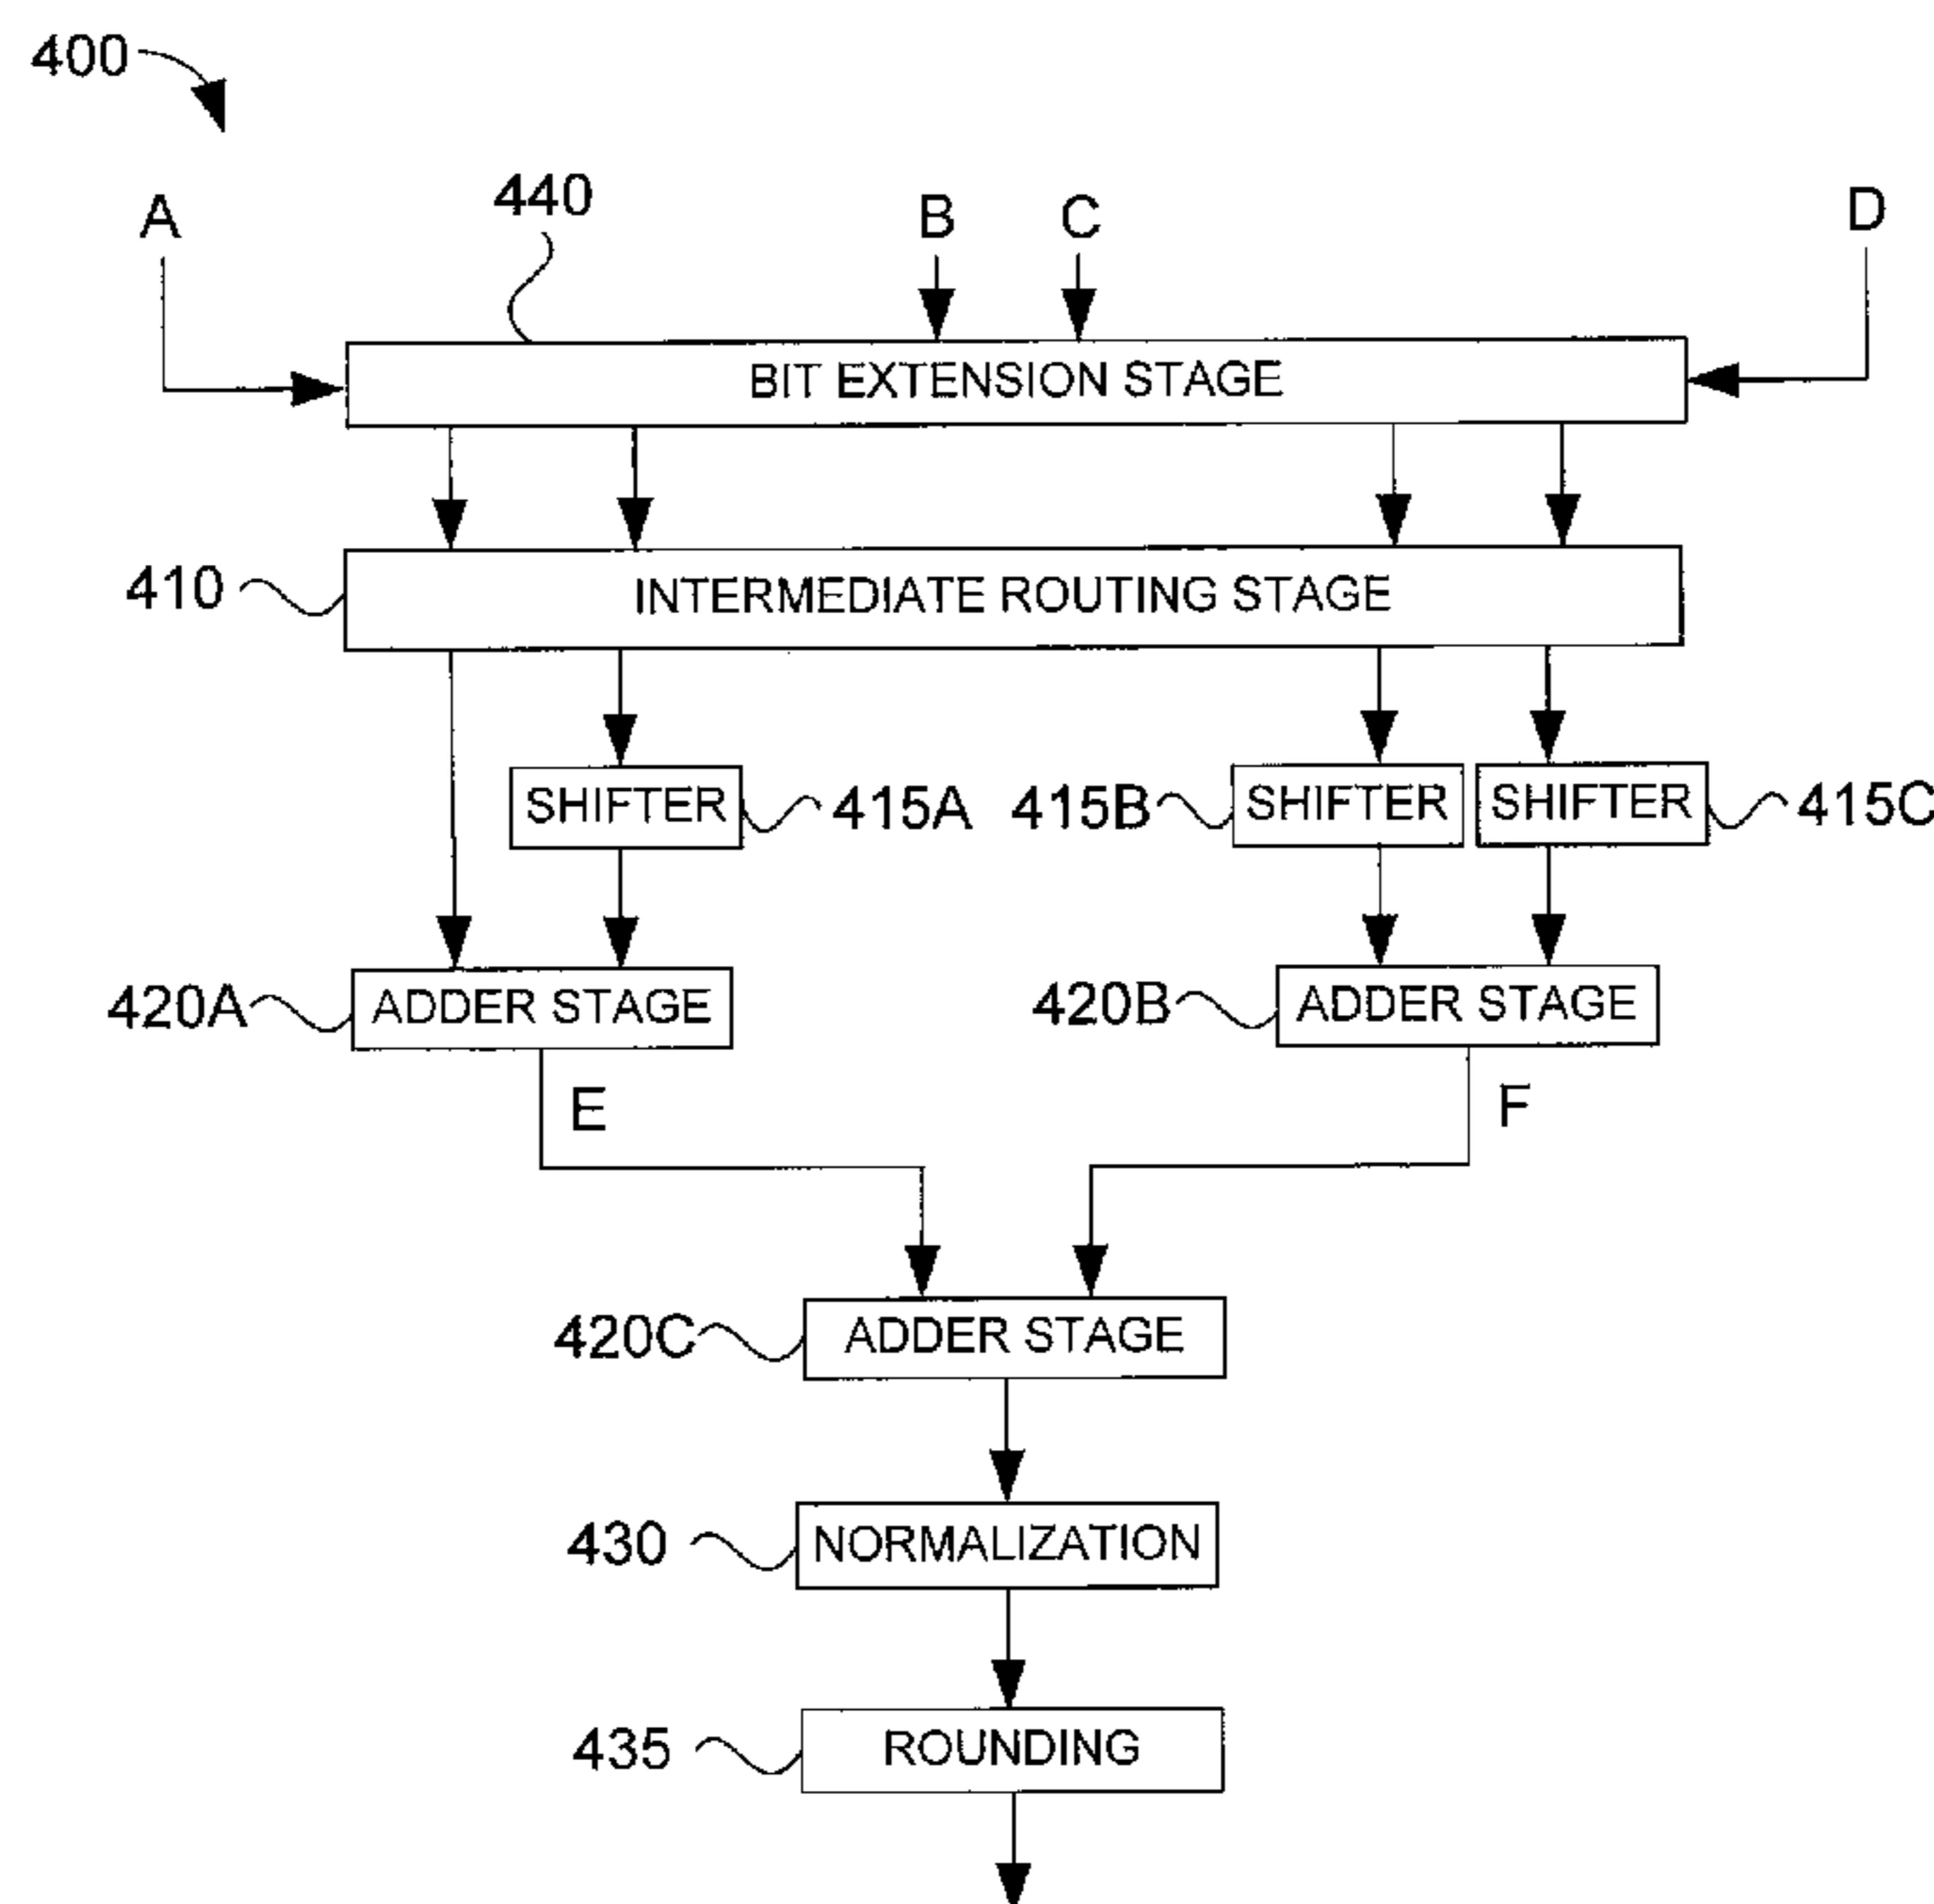 400
440
A
B
C
D
BIT EXTENSION STAGE
410
INTERMEDIATE ROUTING STAGE
SHIFTER
415A
415B
SHIFTER
SHIFTER
415C
420A
ADDER STAGE
420B
ADDER STAGE
E
F
420C
ADDER STAGE
430
NORMALIZATION
435
ROUNDING